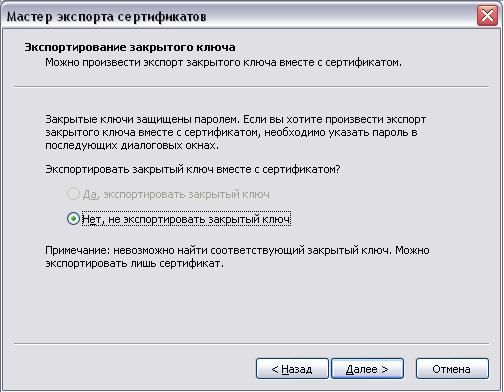 Мастер экспорта сертификатов
Экспортирование закрытого ключа
Можно произвести экспорт закрытого ключа вместе с сертификатом.
Закрытые ключи защищены паролем. Если вы хотите произвести экспорт
закрытого ключа вместе с сертификатом, необходимо указать пароль в
последующих диалоговых окнах.
Экспортировать закрытый ключ вместе с сертификатом?
Да, экспортировать закрытый ключ
Нет, не экспортировать закрытый ключ
Примечание: невозможно найти соответствующий закрытый ключ. Можно
экспортировать лишь сертификат.
< Назад Далее > Отмена